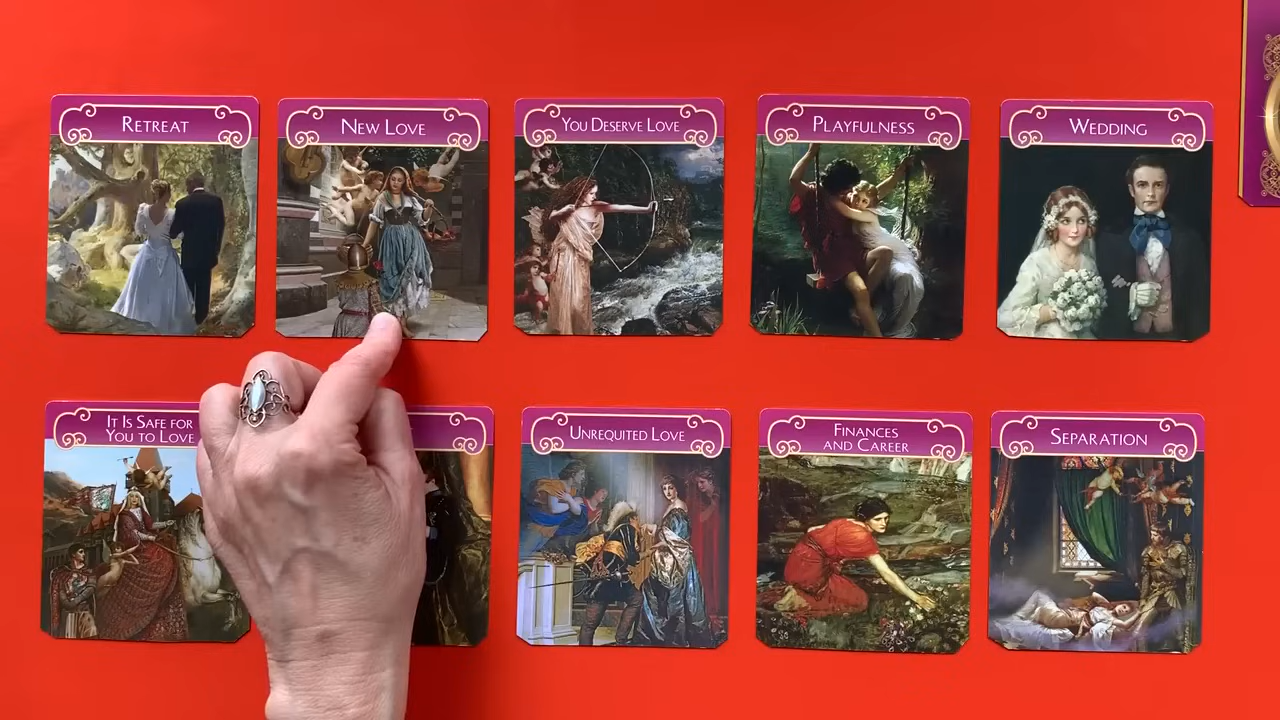 RETREAT
NEW LOVE
YOU DESERVE LOVE
PLAYFULNESS
WEDDING
IT IS SAFE FOR
YOU TO LOVE
UNREQUITED LOVE
FINANCES
AND CAREER
SEPARATION